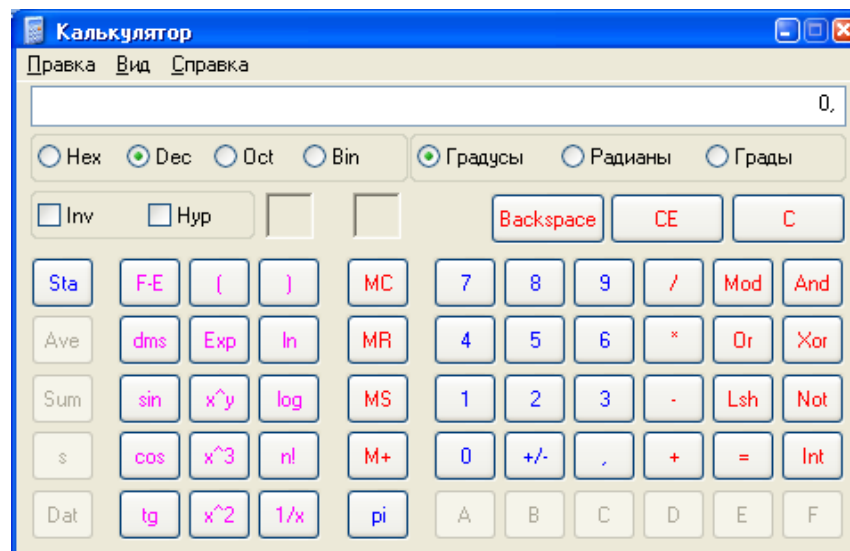 Калькулятор
Правка Вид Справка
0,
Hex Dec Oct Bin Градусы Радианы Грады
Inv Hyp Backspace CE C
Sta F-E ( ) MC 7 8 9 / Mod And
Ave dms Exp ln MR 4 5 6 * Or Xor
Sum sin x^y log MS 1 2 3 - Lsh Not
s cos x^3 n! M+ 0 +/- , + = Int
Dat tg x^2 1/x pi A B C D E F